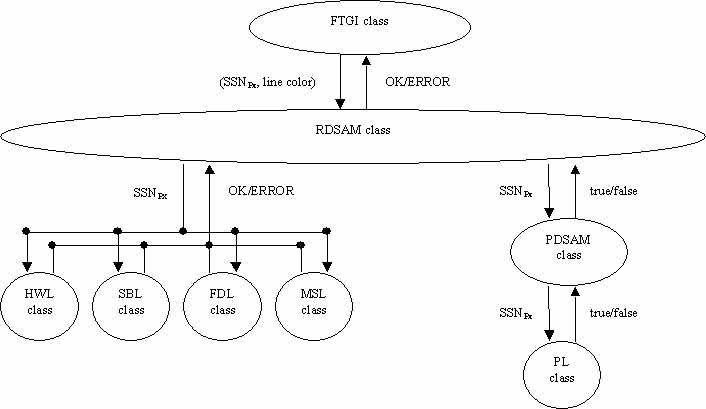 FTGI class
(SSNPx, line color)
OK/ERROR
RDSAM class
SSNPx
OK/ERROR
SSNPx
true/false
PDSAM
class
HWL
class
SBL
class
FDL
class
MSL
class
SSNPx
true/false
PL
class